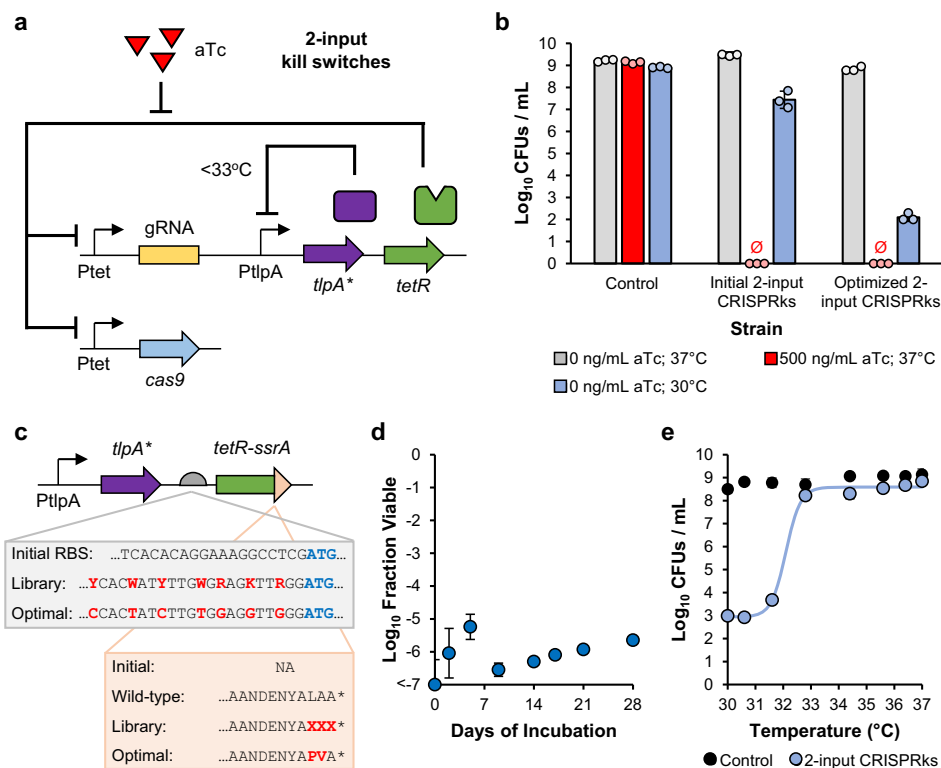 a
aTc
2-input
kill switches
<33°C
gRNA
Ptet
PtlpA
tlpA*
tetR
Ptet
cas9
b
Log10 CFUs / mL
10
9
8
7
6
5
4
3
2
1
0
Ø
Ø
Control
Initial 2-input
CRISPRks
Optimized 2-
input CRISPRks
Strain
0 ng/mL aTc; 37°C
500 ng/mL aTc; 37°C
0 ng/mL aTc; 30°C
c
tlpA*
tetR-ssrA
PtlpA
Initial RBS: ...TCACACAGGAAAGGCCTCGATG...
Library: ...YCACWATYTTGWGRAGKTTRGGATG...
Optimal: ...CCACTATCTTGTGGAGGTTGGGATG...
Initial: NA
Wild-type: ...AANDENYALAA*
Library: ...AANDENYAXXX*
Optimal: ...AANDENYAPVA*
d
Log10 Fraction Viable
0
-1
-2
-3
-4
-5
-6
<-7
0 7 14 21 28
Days of Incubation
e
Log10 CFUs / mL
10
9
8
7
6
5
4
3
2
1
0
30 31 32 33 34 35 36 37
Temperature (°C)
Control
2-input CRISPRks